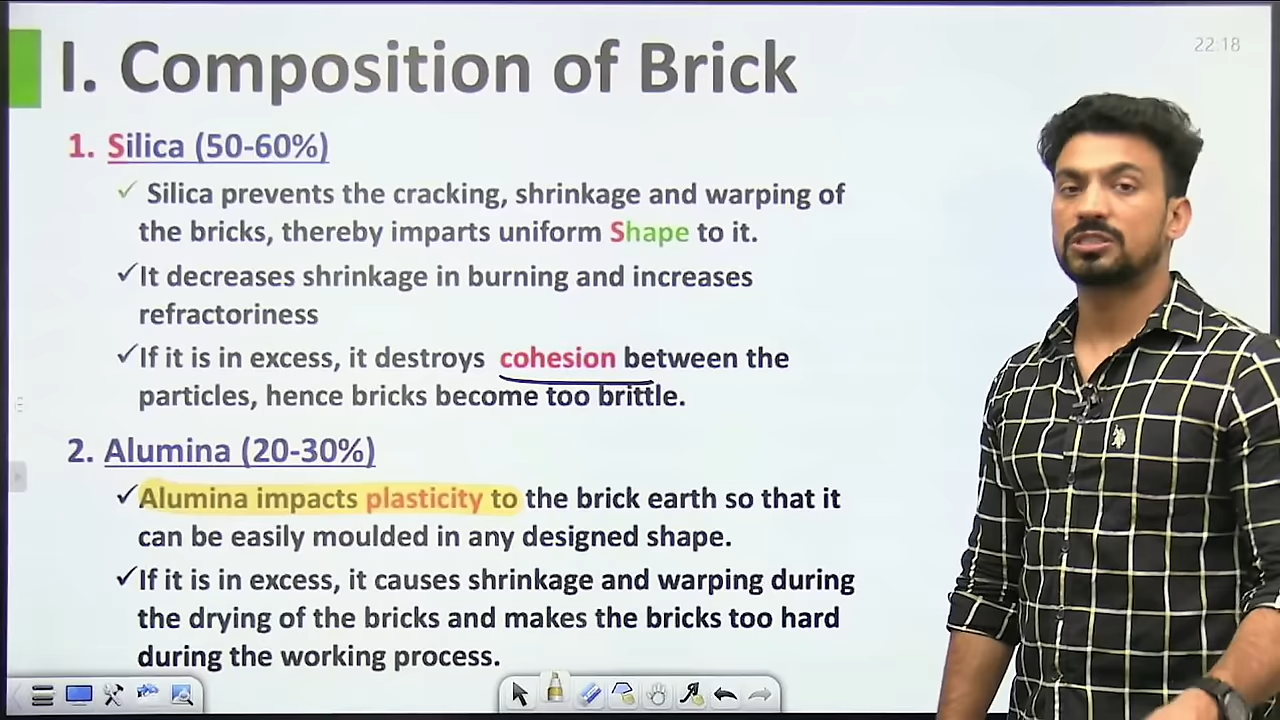 I. Composition of Brick
22:18
1. Silica (50-60%)
✓ Silica prevents the cracking, shrinkage and warping of
the bricks, thereby imparts uniform Shape to it.
✓It decreases shrinkage in burning and increases
refractoriness
✓If it is in excess, it destroys cohesion between the
particles, hence bricks become too brittle.
2. Alumina (20-30%)
✓Alumina impacts plasticity to the brick earth so that it
can be easily moulded in any designed shape.
✓If it is in excess, it causes shrinkage and warping during
the drying of the bricks and makes the bricks too hard
during the working process.